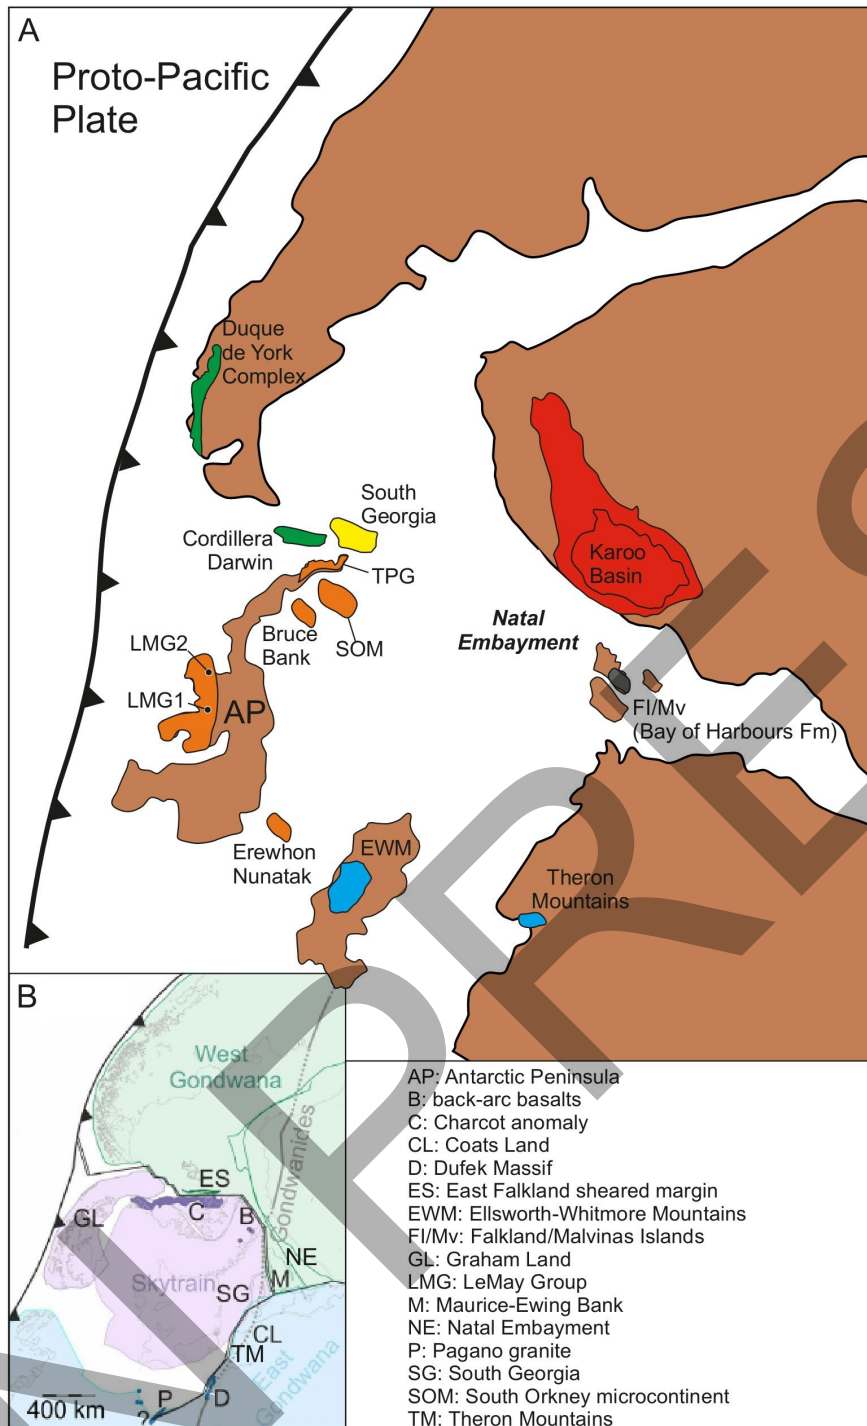 A
Proto-Pacific
Plate
Duque
de York
Complex
South
Georgia
Cordillera
Darwin
TPG
Karoo
Basin
Natal
Embayment
Bruce
Bank
SOM
LMG2
LMG1
AP
FI/Mv
(Bay of Harbours Fm)
Erewhon
Nunatak
EWM
Theron
Mountains
B
West
Gondwana
Gondwanides
ES
C
B
GL
NE
Skytrain
SG
M
CL
TM
East
Gondwana
P
D
?
400 km
AP: Antarctic Peninsula
B: back-arc basalts
C: Charcot anomaly
CL: Coats Land
D: Dufek Massif
ES: East Falkland sheared margin
EWM: Ellsworth-Whitmore Mountains
FI/Mv: Falkland/Malvinas Islands
GL: Graham Land
LMG: LeMay Group
M: Maurice-Ewing Bank
NE: Natal Embayment
P: Pagano granite
SG: South Georgia
SOM: South Orkney microcontinent
TM: Theron Mountains